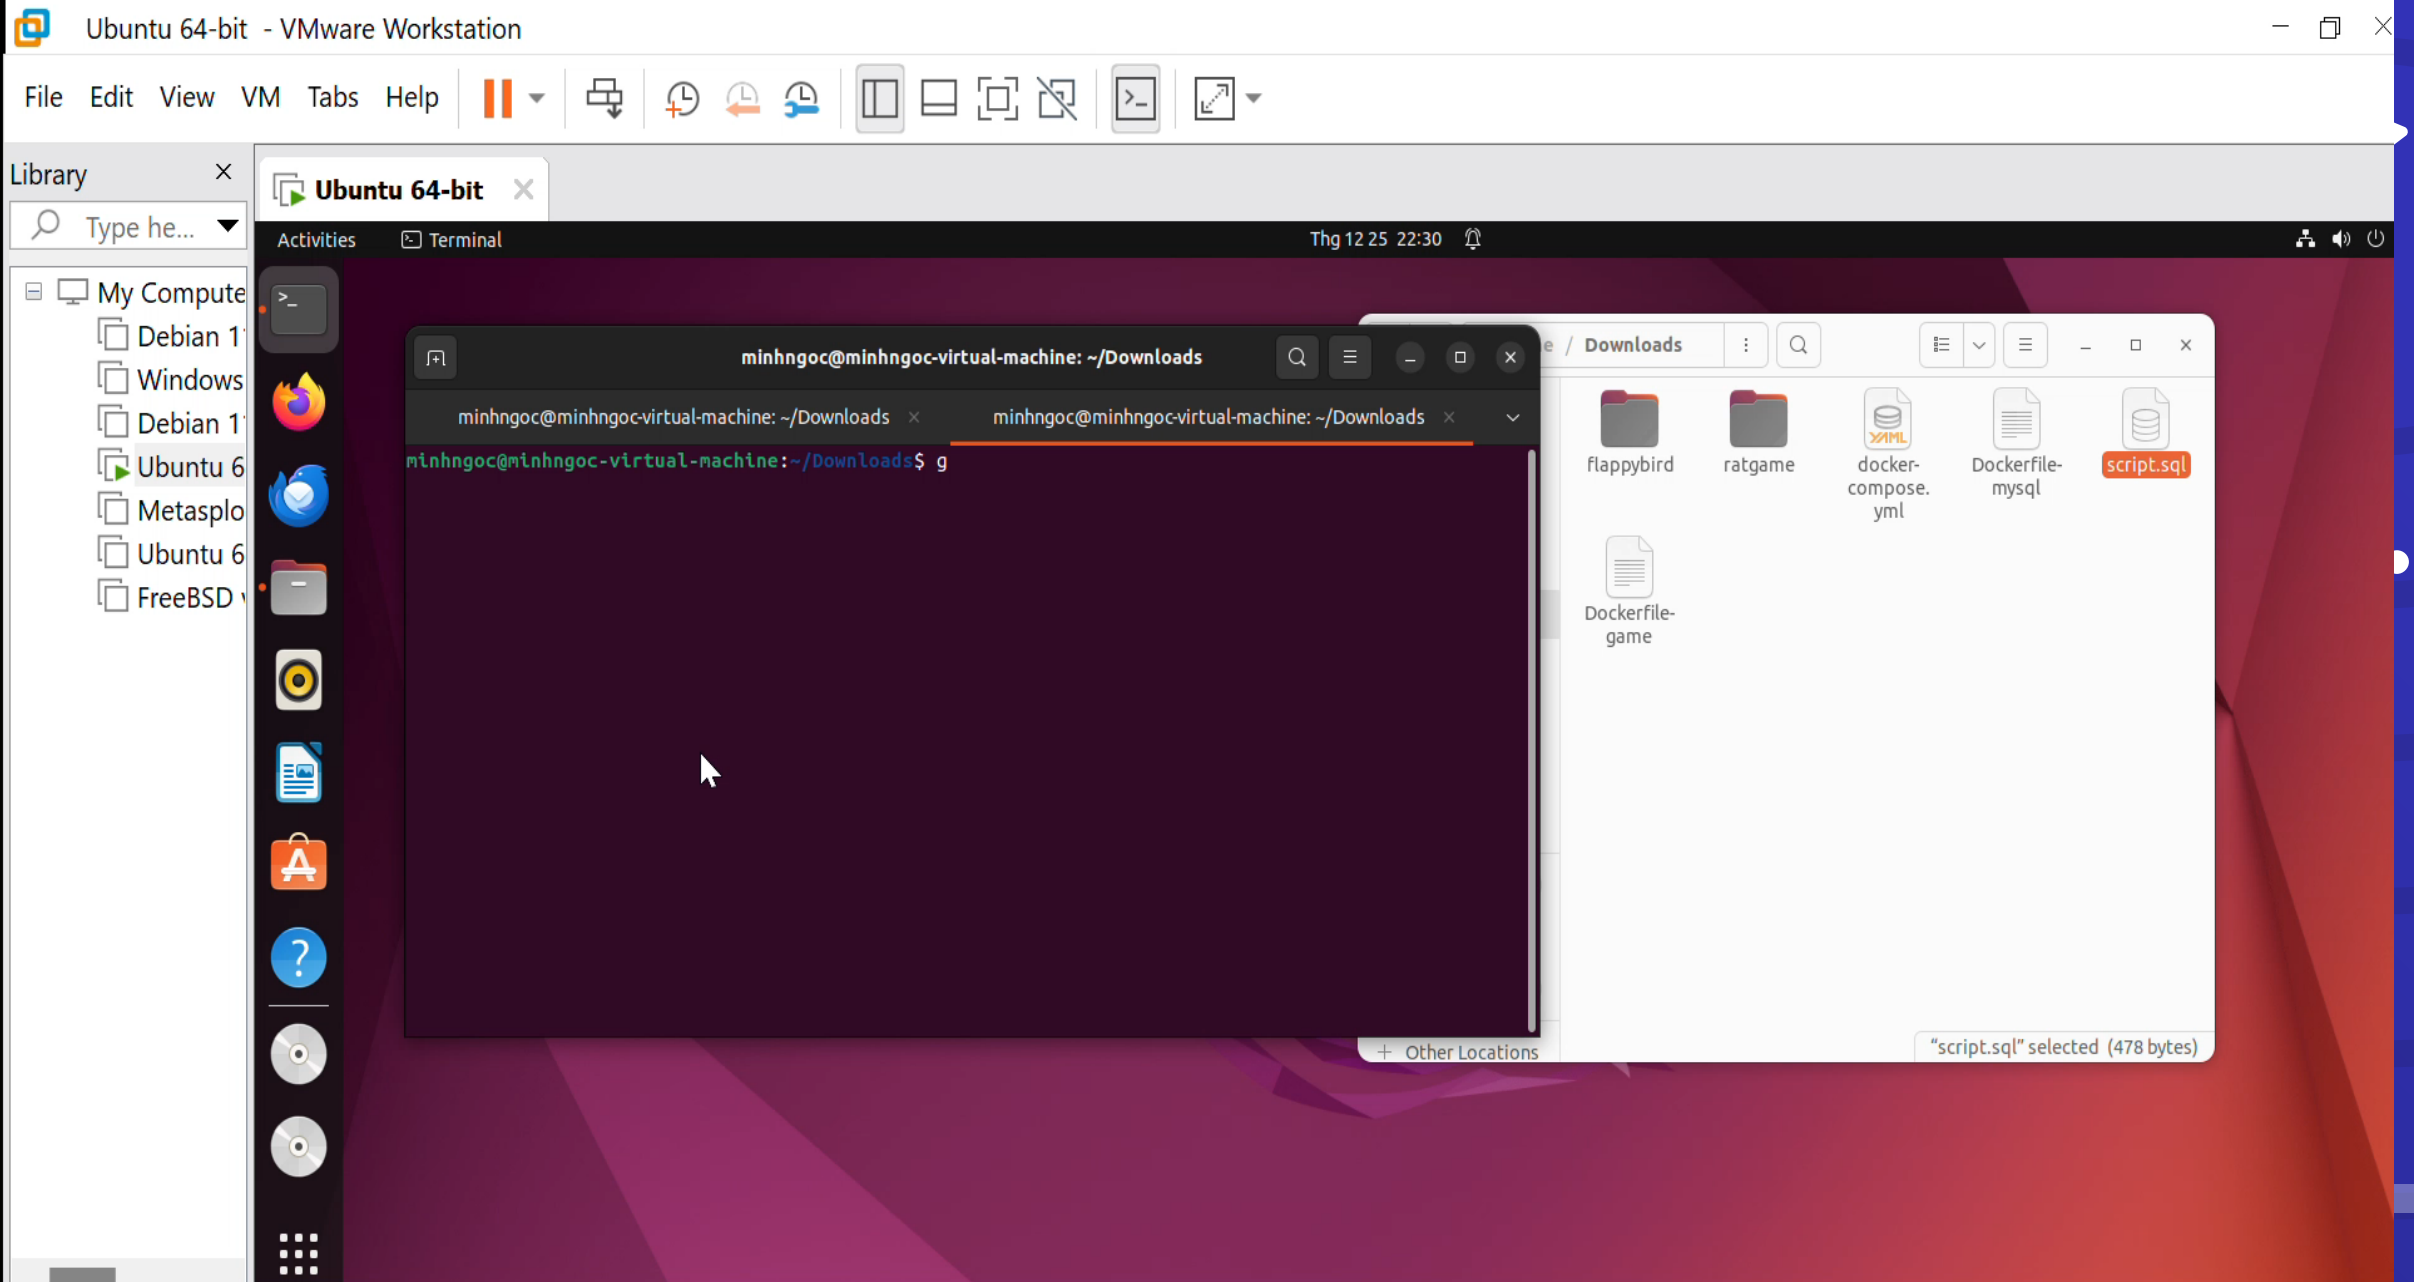 Ubuntu 64-bit - VMware Workstation
File Edit View VM Tabs Help
Library
Type he...
My Compute
Debian 1
Windows
Debian 1
Ubuntu 6
Metasplo
Ubuntu 6
FreeBSD
Ubuntu 64-bit
Activities Terminal Thg 12 25 22:30
minhngoc@minhngoc-virtual-machine: ~/Downloads
minhngoc@minhngoc-virtual-machine: ~/Downloads minhngoc@minhngoc-virtual-machine: ~/Downloads
minhngoc@minhngoc-virtual-machine:~/Downloads$ g
e / Downloads
flappybird
ratgame
docker-
compose.
yml
Dockerfile-
mysql
script.sql
Dockerfile-
game
+ Other Locations
"script.sql" selected (478 bytes)